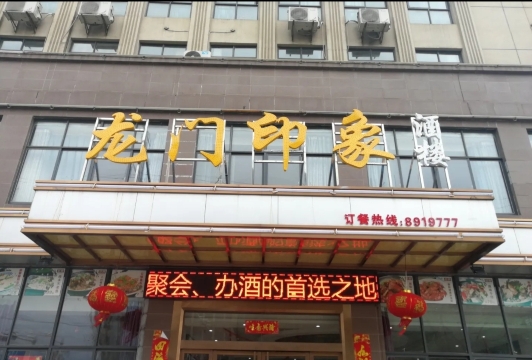 龙门印象 酒楼
订餐热线:8919777
聚会、办酒的首选之地